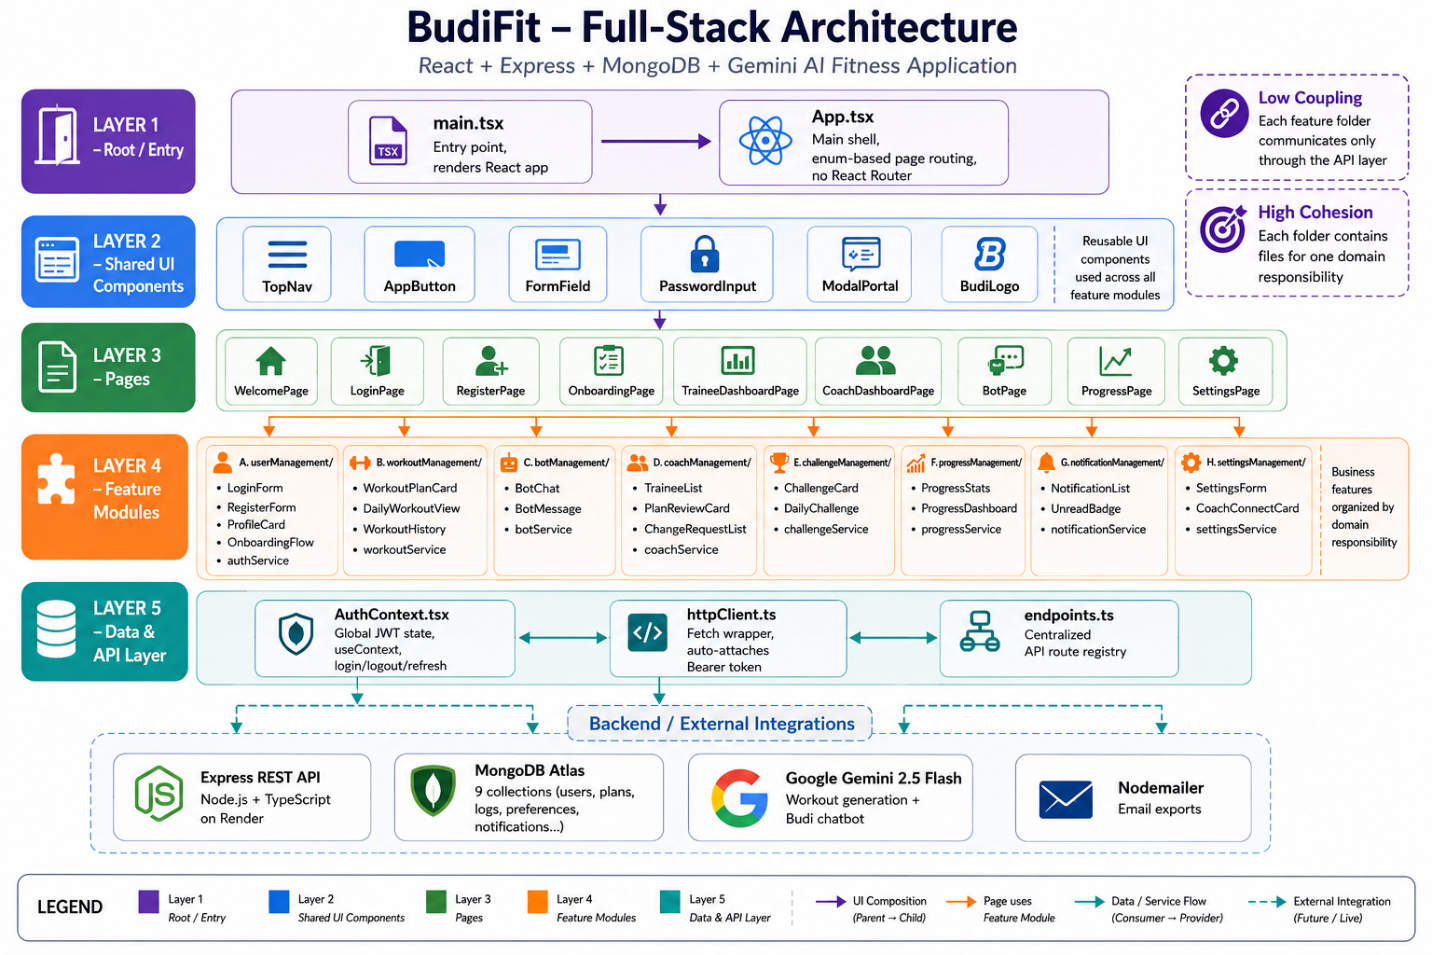 BudiFit – Full-Stack Architecture
React + Express + MongoDB + Gemini AI Fitness Application
LAYER 1
– Root / Entry
main.tsx
Entry point,
renders React app
TSX
App.tsx
Main shell,
enum-based page routing,
no React Router
Low Coupling
Each feature folder
communicates only
through the API layer
High Cohesion
Each folder contains
files for one domain
responsibility
LAYER 2
– Shared UI
Components
TopNav
AppButton
FormField
PasswordInput
ModalPortal
B
BudiLogo
Reusable UI
components
used across all
feature modules
LAYER 3
– Pages
WelcomePage
LoginPage
RegisterPage
OnboardingPage
TraineeDashboardPage
CoachDashboardPage
BotPage
ProgressPage
SettingsPage
LAYER 4
– Feature
Modules
A. userManagement/
• LoginForm
• RegisterForm
• ProfileCard
• OnboardingFlow
• authService
B. workoutManagement/
• WorkoutPlanCard
• DailyWorkoutView
• WorkoutHistory
• workoutService
C. botManagement/
• BotChat
• BotMessage
• botService
D. coachManagement/
• TraineeList
• PlanReviewCard
• ChangeRequestList
• coachService
E. challengeManagement/
• ChallengeCard
• DailyChallenge
• challengeService
F. progressManagement/
• ProgressStats
• ProgressDashboard
• progressService
G. notificationManagement/
• NotificationList
• UnreadBadge
• notificationService
H. settingsManagement/
• SettingsForm
• CoachConnectCard
• settingsService
Business
features
organized by
domain
responsibility
LAYER 5
– Data &
API Layer
AuthContext.tsx
Global JWT state,
useContext,
login/logout/refresh
</>
httpClient.ts
Fetch wrapper,
auto-attaches
Bearer token
endpoints.ts
Centralized
API route registry
Backend / External Integrations
JS
Express REST API
Node.js + TypeScript
on Render
MongoDB Atlas
9 collections (users, plans,
logs, preferences,
notifications...)
G
Google Gemini 2.5 Flash
Workout generation +
Budi chatbot
Nodemailer
Email exports
LEGEND
Layer 1
Root / Entry
Layer 2
Shared UI Components
Layer 3
Pages
Layer 4
Feature Modules
Layer 5
Data & API Layer
UI Composition
(Parent → Child)
Page uses
Feature Module
Data / Service Flow
(Consumer → Provider)
External Integration
(Future / Live)